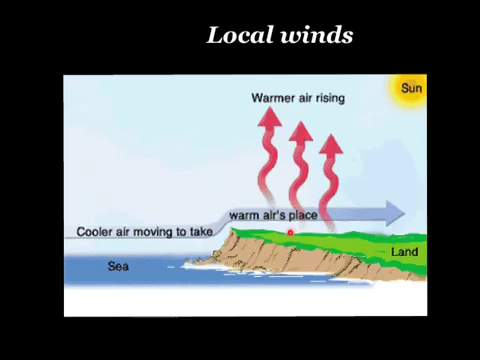 Local winds
Sun
Warmer air rising
warm air's place
Cooler air moving to take
Land
Sea